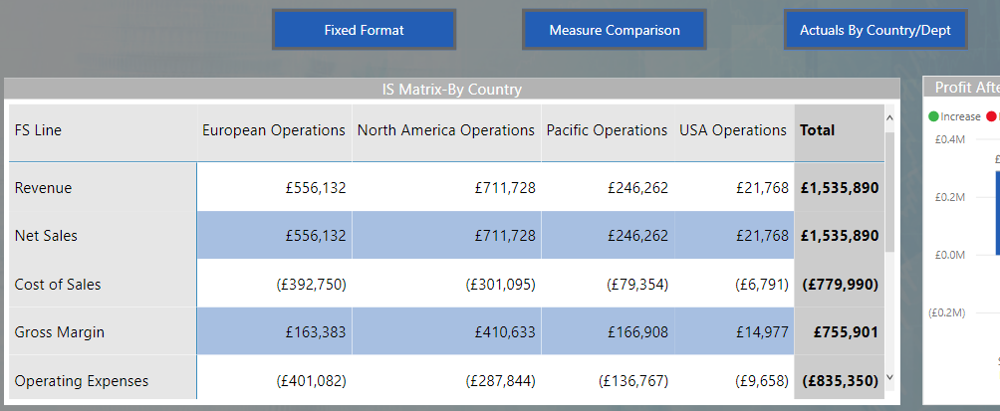 Fixed Format Measure Comparison Actuals By Country/Dept
IS Matrix-By Country
FS Line European Operations North America Operations Pacific Operations USA Operations Total
Revenue £556,132 £711,728 £246,262 £21,768 £1,535,890
Net Sales £556,132 £711,728 £246,262 £21,768 £1,535,890
Cost of Sales (£392,750) (£301,095) (£79,354) (£6,791) (£779,990)
Gross Margin £163,383 £410,633 £166,908 £14,977 £755,901
Operating Expenses (£401,082) (£287,844) (£136,767) (£9,658) (£835,350)
Profit Afte
Increase
£0.4M
£0.2M
£0.0M
(£0.2M)